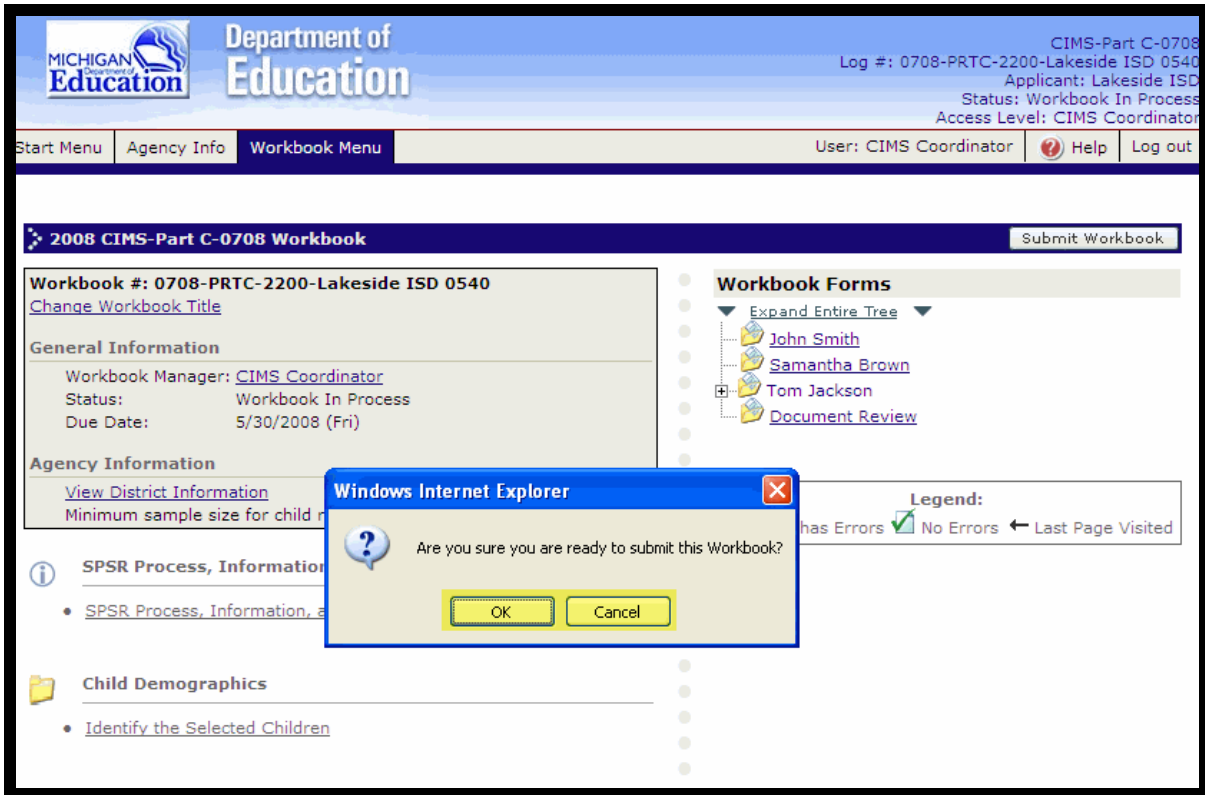 MICHIGAN
Department of
Education
Department of
Education
CIMS-Part C-0708
Log #: 0708-PRTC-2200-Lakeside ISD 0540
Applicant: Lakeside ISD
Status: Workbook In Process
Access Level: CIMS Coordinator
Start Menu Agency Info Workbook Menu User: CIMS Coordinator Help Log out
2008 CIMS-Part C-0708 Workbook Submit Workbook
Workbook #: 0708-PRTC-2200-Lakeside ISD 0540
Change Workbook Title
General Information
Workbook Manager: CIMS Coordinator
Status: Workbook In Process
Due Date: 5/30/2008 (Fri)
Agency Information
View District Information
Minimum sample size for child
SPSR Process, Information
SPSR Process, Information,
Child Demographics
Identify the Selected Children
Workbook Forms
Expand Entire Tree
John Smith
Samantha Brown
Tom Jackson
Document Review
Legend:
has Errors No Errors Last Page Visited
Windows Internet Explorer
Are you sure you are ready to submit this Workbook?
OK Cancel